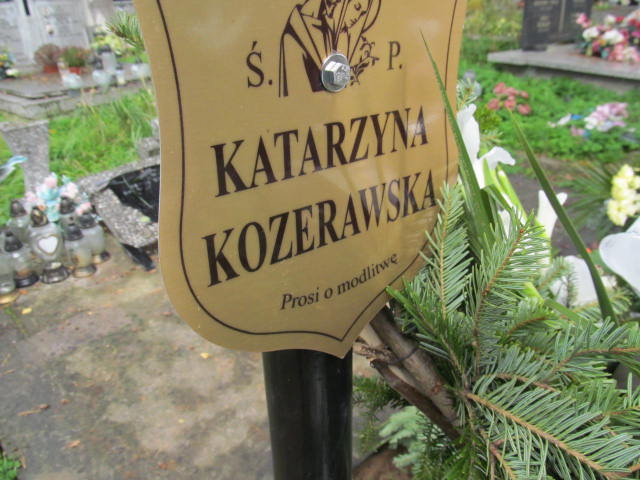 Ś. P.
KATARZYNA
KOZERAWSKA
Prosi o modlitwę